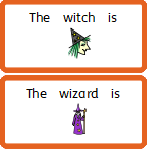 The witch is
The wizard is